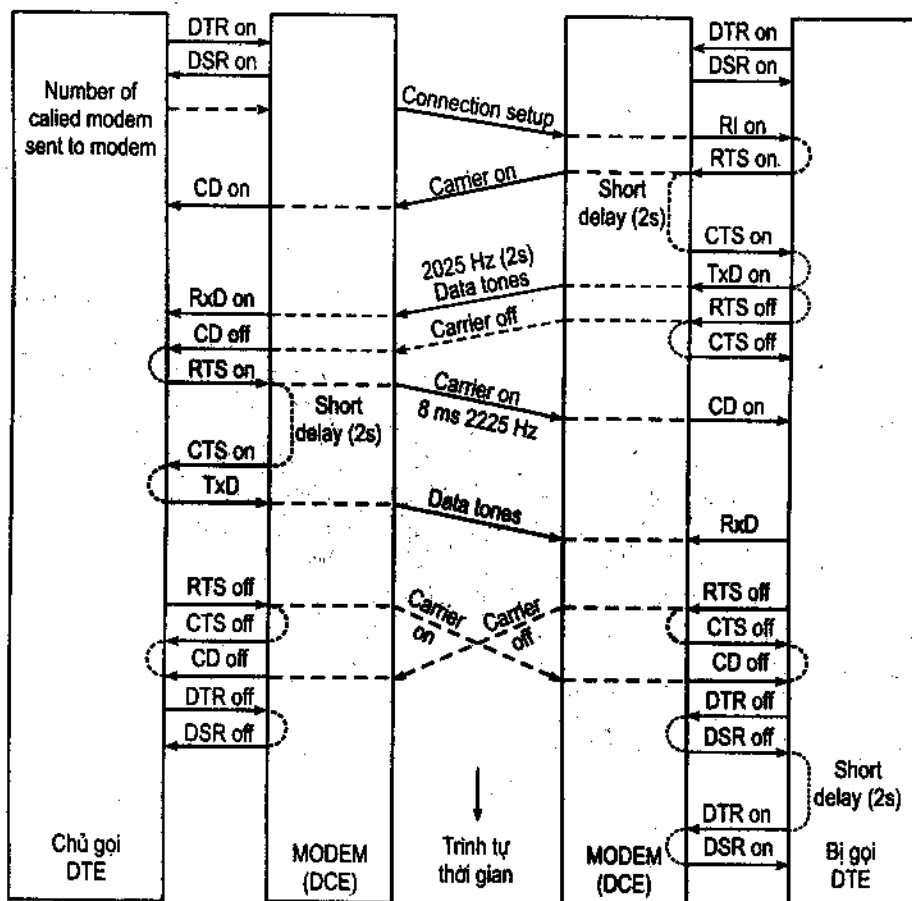 DTR on
DTR on
DSR on
DSR on
Number of
calied modem
sent to modem
Connection setup
RI on
RTS on
Carrier on
Short
delay (2s)
CD on
CTS on
2025 Hz (2s)
Data tones
TxD on
RxD on
RTS off
Carrier off
CD off
CTS off
RTS on
Carrier on
8 ms 2225 Hz
Short
delay (2s)
CD on
CTS on
TxD
Data tones
RxD
RTS off
RTS off
Carrier
on
Carrier
off
CTS off
CTS off
CD off
CD off
DTR off
DTR off
DSR off
DSR off
Short
delay (2s)
DTR on
DSR on
Chủ gọi
DTE
MODEM
(DCE)
Trình tự
thời gian
MODEM
(DCE)
Bị gọi
DTE